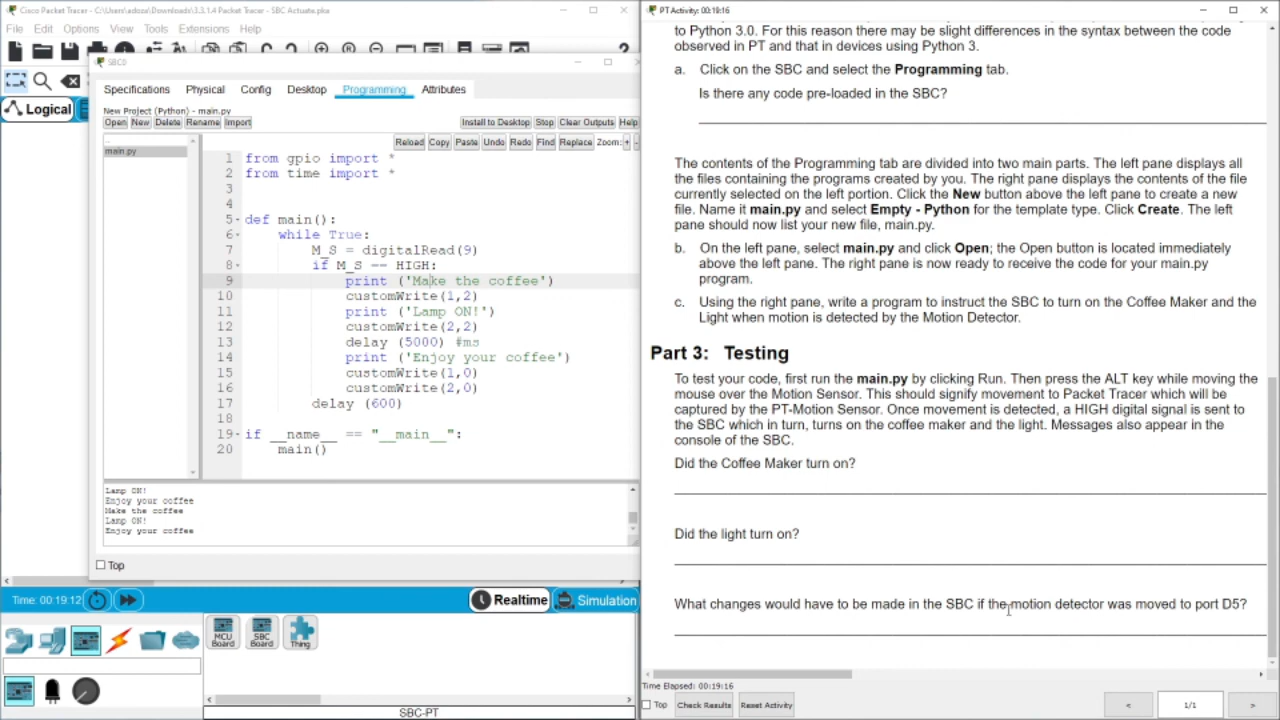 Cisco Packet Tracer - C:\Users\adoza\Downloads\3.3.1.4 Packet Tracer - SBC Actuate.pka
File Edit Options View Tools Extensions Help
Logical
SBC0
Specifications Physical Config Desktop Programming Attributes
New Project (Python) - main.py
Open New Delete Rename Import
Install to Desktop Stop Clear Outputs Help
main.py
Reload Copy Paste Undo Redo Find Replace Zoom: + -
1 from gpio import *
2 from time import *
3
4
5 def main():
6 while True:
7 M_S = digitalRead(9)
8 if M_S == HIGH:
9 print ('Make the coffee')
10 customWrite(1,2)
11 print ('Lamp ON!')
12 customWrite(2,2)
13 delay (5000) #ms
14 print ('Enjoy your coffee')
15 customWrite(1,0)
16 customWrite(2,0)
17 delay (600)
18
19 if __name__ == "__main__":
20 main()
Lamp ON!
Enjoy your coffee
Make the coffee
Lamp ON!
Enjoy your coffee
Top
Time: 00:19:12
Realtime Simulation
MCU Board
SBC Board
Thing
SBC-PT
PT Activity: 00:19:16
to Python 3.0. For this reason there may be slight differences in the syntax between the code
observed in PT and that in devices using Python 3.
a. Click on the SBC and select the Programming tab.
Is there any code pre-loaded in the SBC?
The contents of the Programming tab are divided into two main parts. The left pane displays all
the files containing the programs created by you. The right pane displays the contents of the file
currently selected on the left portion. Click the New button above the left pane to create a new
file. Name it main.py and select Empty - Python for the template type. Click Create. The left
pane should now list your new file, main.py.
b. On the left pane, select main.py and click Open; the Open button is located immediately
above the left pane. The right pane is now ready to receive the code for your main.py
program.
c. Using the right pane, write a program to instruct the SBC to turn on the Coffee Maker and the
Light when motion is detected by the Motion Detector.
Part 3: Testing
To test your code, first run the main.py by clicking Run. Then press the ALT key while moving the
mouse over the Motion Sensor. This should signify movement to Packet Tracer which will be
captured by the PT-Motion Sensor. Once movement is detected, a HIGH digital signal is sent to
the SBC which in turn, turns on the coffee maker and the light. Messages also appear in the
console of the SBC.
Did the Coffee Maker turn on?
Did the light turn on?
What changes would have to be made in the SBC if the motion detector was moved to port D5?
Time Elapsed: 00:19:16
Top Check Results Reset Activity < 1/1 >